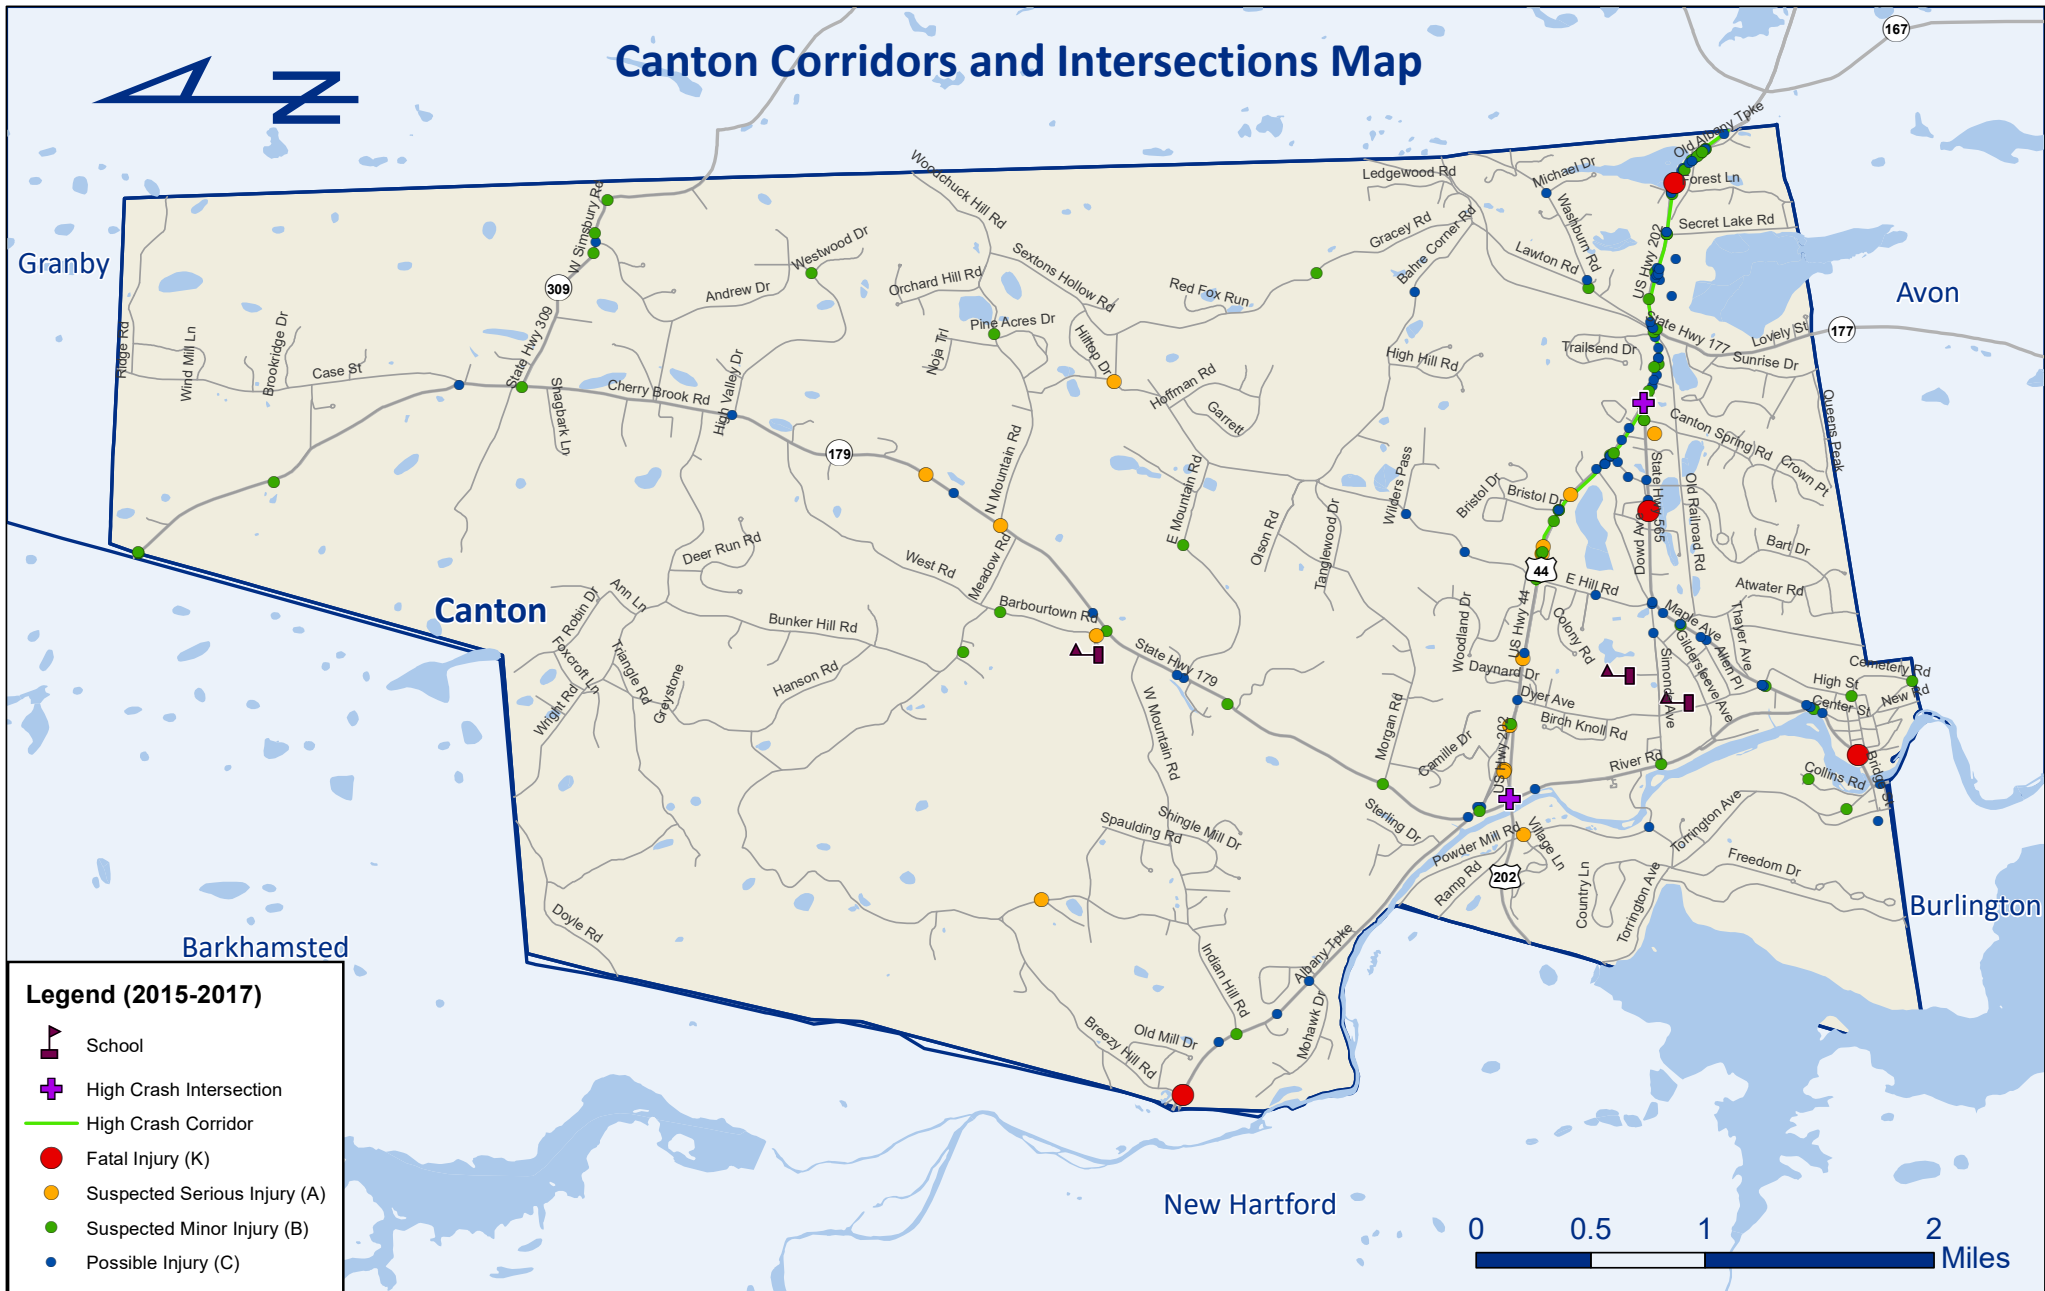 Canton Corridors and Intersections Map
N
167
Old Albany Tpke
Michael Dr
Ledgewood Rd
Forest Ln
Woodchuck Hill Rd
Washburn Rd
Secret Lake Rd
W Simsbury Rd
Granby
Gracey Rd
Bahre Corner Rd
Westwood Dr
Lawton Rd
US Hwy 202
Sextons Hollow Rd
309
Andrew Dr
Orchard Hill Rd
Red Fox Run
Avon
State Hwy 309
Pine Acres Dr
State Hwy 177
Lovely St
177
Ridge Rd
Wind Mill Ln
Brookridge Dr
Noja Trl
Hilltop Dr
High Hill Rd
Trailsend Dr
Sunrise Dr
Case St
Shagbark Ln
Cherry Brook Rd
High Valley Dr
Hoffman Rd
Garrett
Queens Peak
Canton Spring Rd
179
N Mountain Rd
Wilders Pass
Crown Pt
E Mountain Rd
Bristol Dr
Bristol Dr
State Hwy 565
Old Railroad Rd
Olson Rd
Tanglewood Dr
Dowd Ave
Deer Run Rd
Bart Dr
West Rd
Meadow Rd
44
E Hill Rd
Atwater Rd
Canton
Robin Dr
Ann Ln
Barbourtown Rd
Bunker Hill Rd
Woodland Dr
US Hwy 44
Colony Rd
Maple Ave
Thayer Ave
Foxcroft Ln
Triangle Rd
State Hwy 179
Gildersleeve Ave
Allen Pl
Simonds Ave
Cemetery Rd
Hanson Rd
Greystone
Daynard Dr
High St
New Rd
Wright Rd
W Mountain Rd
Dyer Ave
Center St
Morgan Rd
Birch Knoll Rd
US Hwy 202
Camille Dr
River Rd
Bridge St
Collins Rd
Sterling Dr
Spaulding Rd
Shingle Mill Dr
Powder Mill Rd
Village Ln
Torrington Ave
Ramp Rd
202
Country Ln
Freedom Dr
Torrington Ave
Burlington
Doyle Rd
Barkhamsted
Indian Hill Rd
Albany Tpke
Mohawk Dr
Breezy Hill Rd
Old Mill Dr
New Hartford
Legend (2015-2017)
School
High Crash Intersection
High Crash Corridor
Fatal Injury (K)
Suspected Serious Injury (A)
Suspected Minor Injury (B)
Possible Injury (C)
0 0.5 1 2
Miles